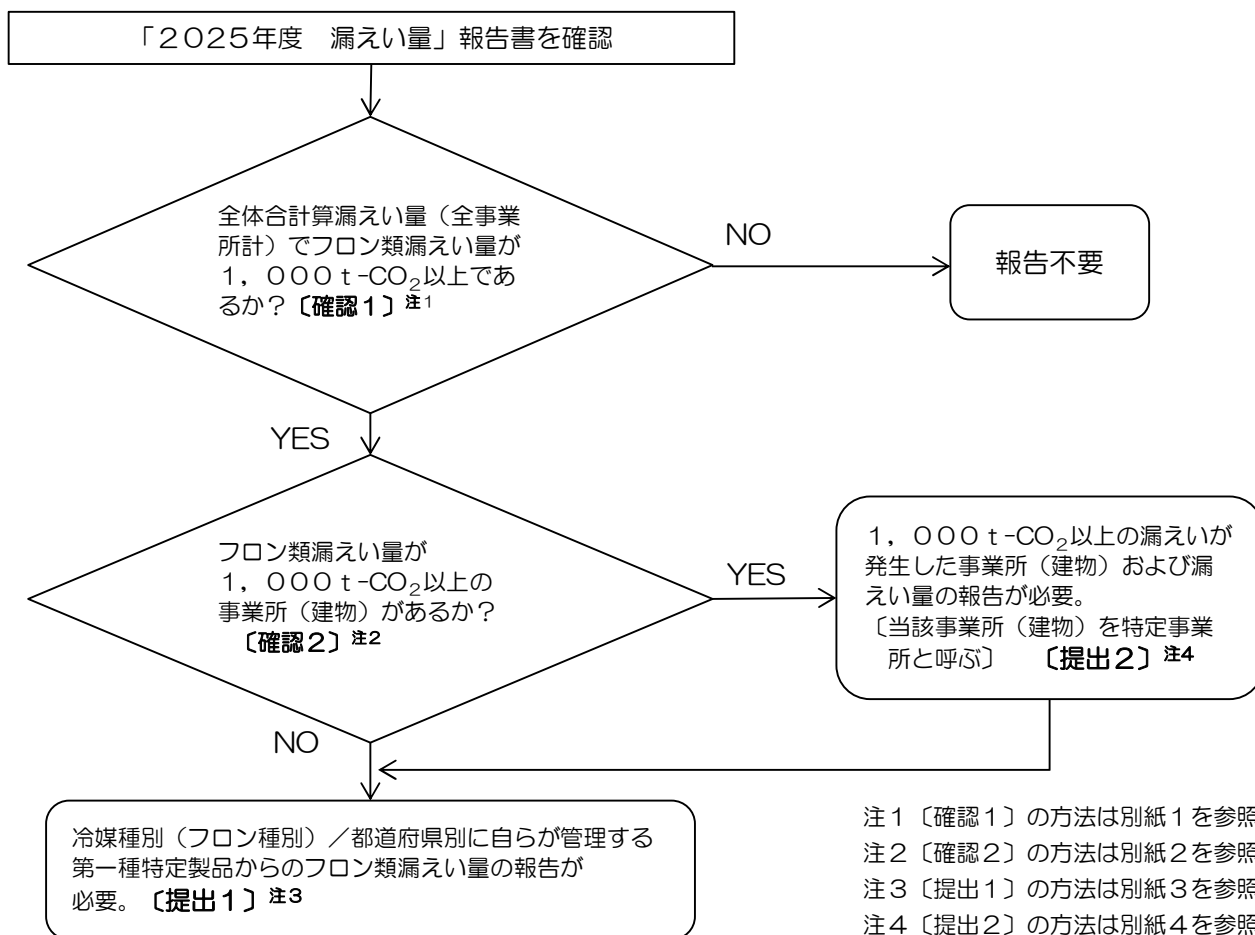 「２０２５年度　漏えい量」報告書を確認
全体合計算漏えい量（全事業
所計）でフロン類漏えい量が
１，０００ｔ-CO₂以上であ
るか？〔確認１〕注1
NO
報告不要
YES
フロン類漏えい量が
１，０００ｔ-CO₂以上の
事業所（建物）があるか？
〔確認２〕注2
YES
１，０００ｔ-CO₂以上の漏えいが
発生した事業所（建物）および漏
えい量の報告が必要。
〔当該事業所（建物）を特定事業
所と呼ぶ〕　〔提出２〕注4
NO
冷媒種別（フロン種別）／都道府県別に自らが管理する
第一種特定製品からのフロン類漏えい量の報告が
必要。〔提出１〕注3
注１〔確認１〕の方法は別紙１を参照
注２〔確認２〕の方法は別紙２を参照
注３〔提出１〕の方法は別紙３を参照
注４〔提出２〕の方法は別紙４を参照